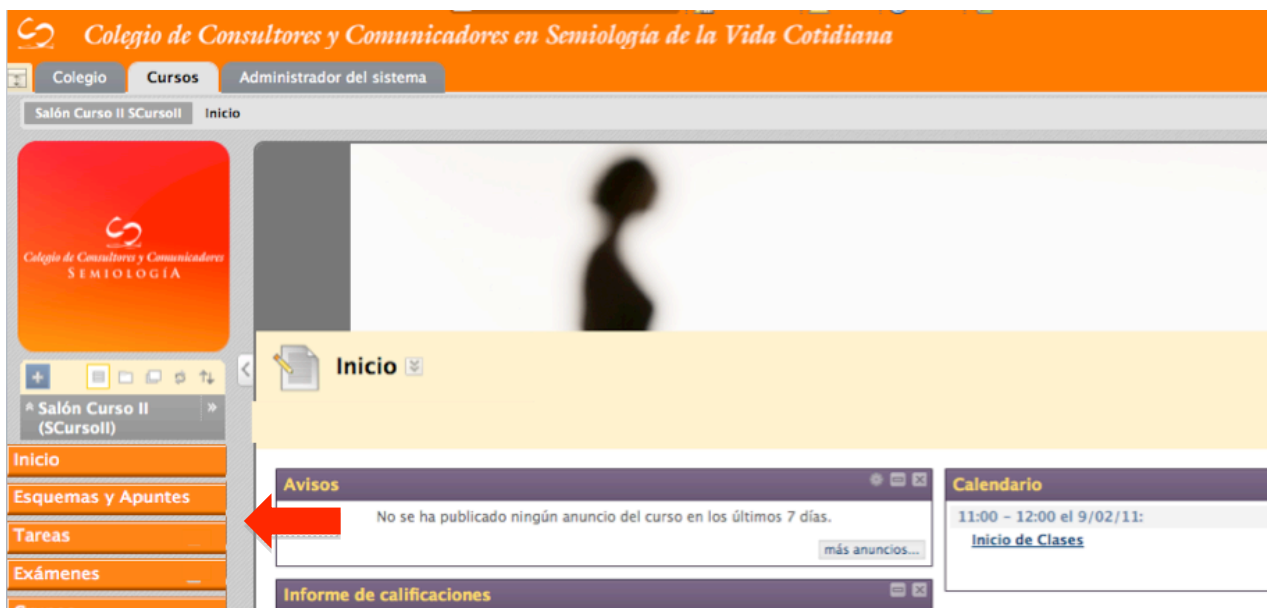 Colegio de Consultores y Comunicadores en Semiología de la Vida Cotidiana
Colegio Cursos Administrador del sistema
Salón Curso II SCursoII Inicio
Colegio de Consultores y Comunicadores
SEMIOLOGÍA
Inicio
Salón Curso II
(SCursoII)
Inicio
Esquemas y Apuntes
Tareas
Exámenes
Avisos
No se ha publicado ningún anuncio del curso en los últimos 7 días.
más anuncios...
Informe de calificaciones
Calendario
11:00 - 12:00 el 9/02/11:
Inicio de Clases